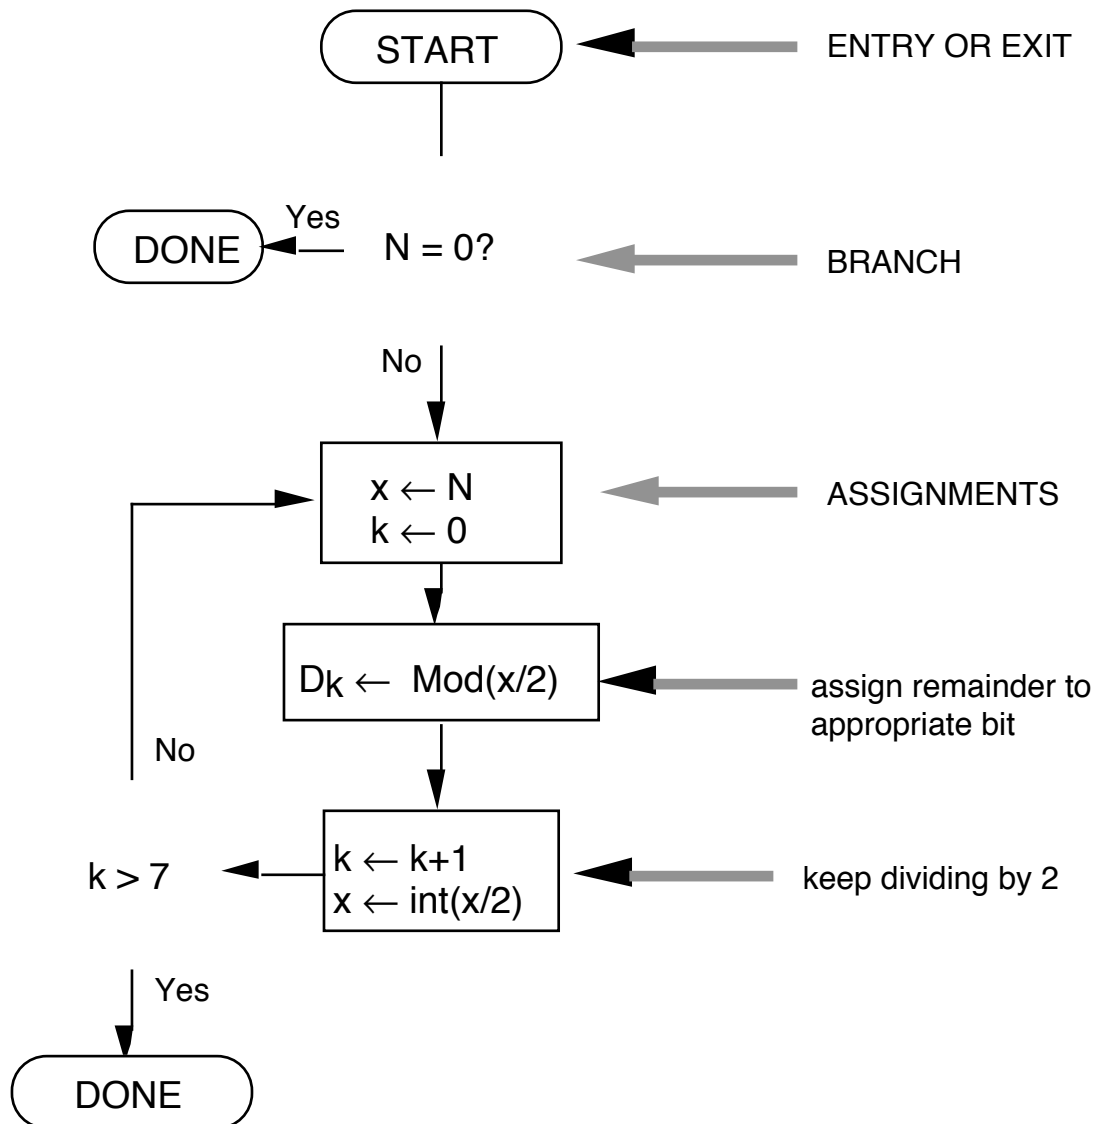 START
ENTRY OR EXIT
Yes
DONE
N = 0?
BRANCH
No
x ← N
k ← 0
ASSIGNMENTS
Dk ← Mod(x/2)
assign remainder to
appropriate bit
No
k ← k+1
x ← int(x/2)
k > 7
keep dividing by 2
Yes
DONE